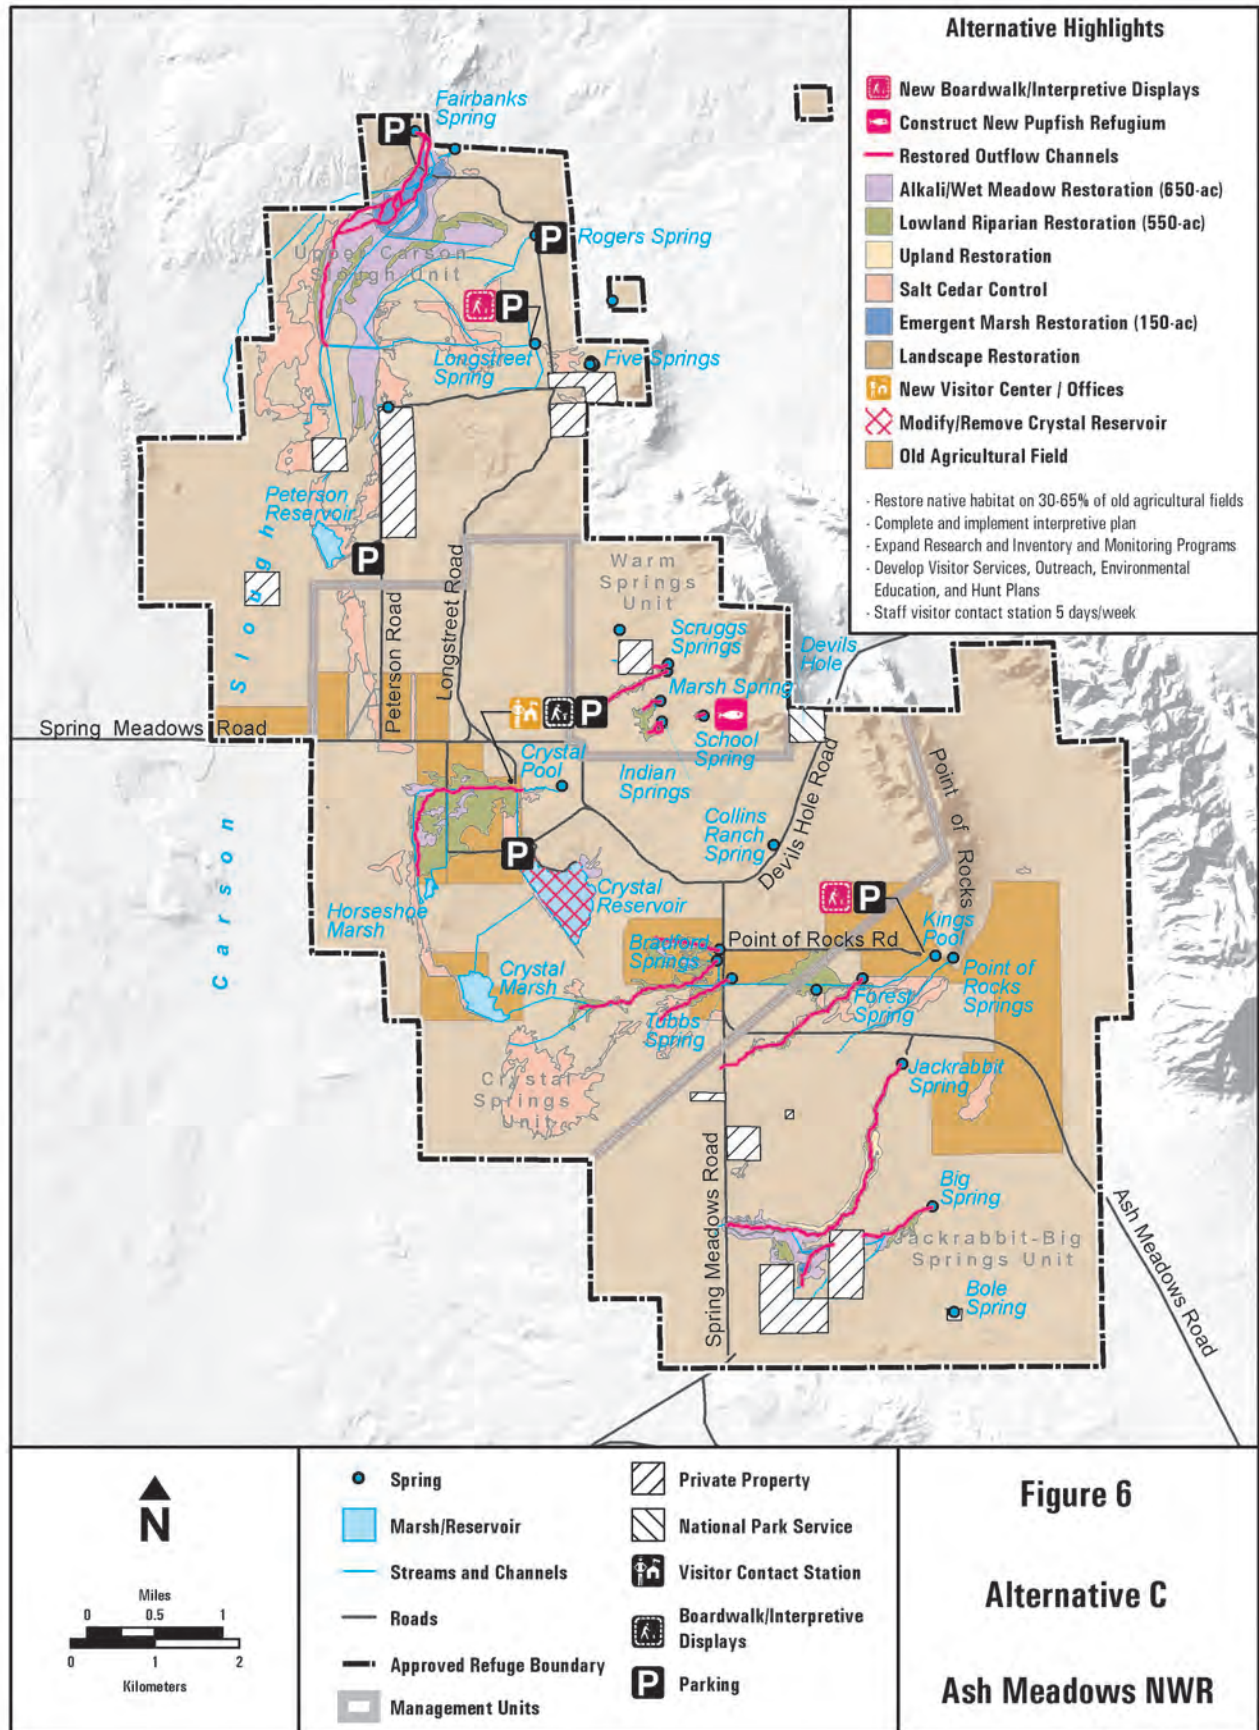 Alternative Highlights
New Boardwalk/Interpretive Displays
Construct New Pupfish Refugium
Restored Outflow Channels
Alkali/Wet Meadow Restoration (650-ac)
Lowland Riparian Restoration (550-ac)
Upland Restoration
Salt Cedar Control
Emergent Marsh Restoration (150-ac)
Landscape Restoration
New Visitor Center / Offices
Modify/Remove Crystal Reservoir
Old Agricultural Field
- Restore native habitat on 30-65% of old agricultural fields
- Complete and implement interpretive plan
- Expand Research and Inventory and Monitoring Programs
- Develop Visitor Services, Outreach, Environmental
Education, and Hunt Plans
- Staff visitor contact station 5 days/week
Fairbanks
Spring
P
P
Rogers Spring
Upper Carson
Slough Unit
P
Longstreet
Spring
Five Springs
Peterson
Reservoir
P
Slough
Carson
Peterson Road
Longstreet Road
Warm
Springs
Unit
Scruggs
Springs
Devils
Hole
Marsh Spring
P
School
Spring
Spring Meadows Road
Crystal
Pool
Indian
Springs
Collins
Ranch
Spring
Devils Hole Road
Point of Rocks
P
Crystal
Reservoir
P
Horseshoe
Marsh
Kings
Pool
Bradford
Springs
Point of Rocks Rd
Crystal
Marsh
Point of
Rocks
Springs
Forest
Spring
Tubbs
Spring
Crystal
Springs
Unit
Jackrabbit
Spring
Spring Meadows Road
Big
Spring
Jackrabbit-Big
Springs Unit
Ash Meadows Road
Bole
Spring
N
Miles
0 0.5 1
0 1 2
Kilometers
Spring
Marsh/Reservoir
Streams and Channels
Roads
Approved Refuge Boundary
Management Units
Private Property
National Park Service
Visitor Contact Station
Boardwalk/Interpretive
Displays
P Parking
Figure 6
Alternative C
Ash Meadows NWR